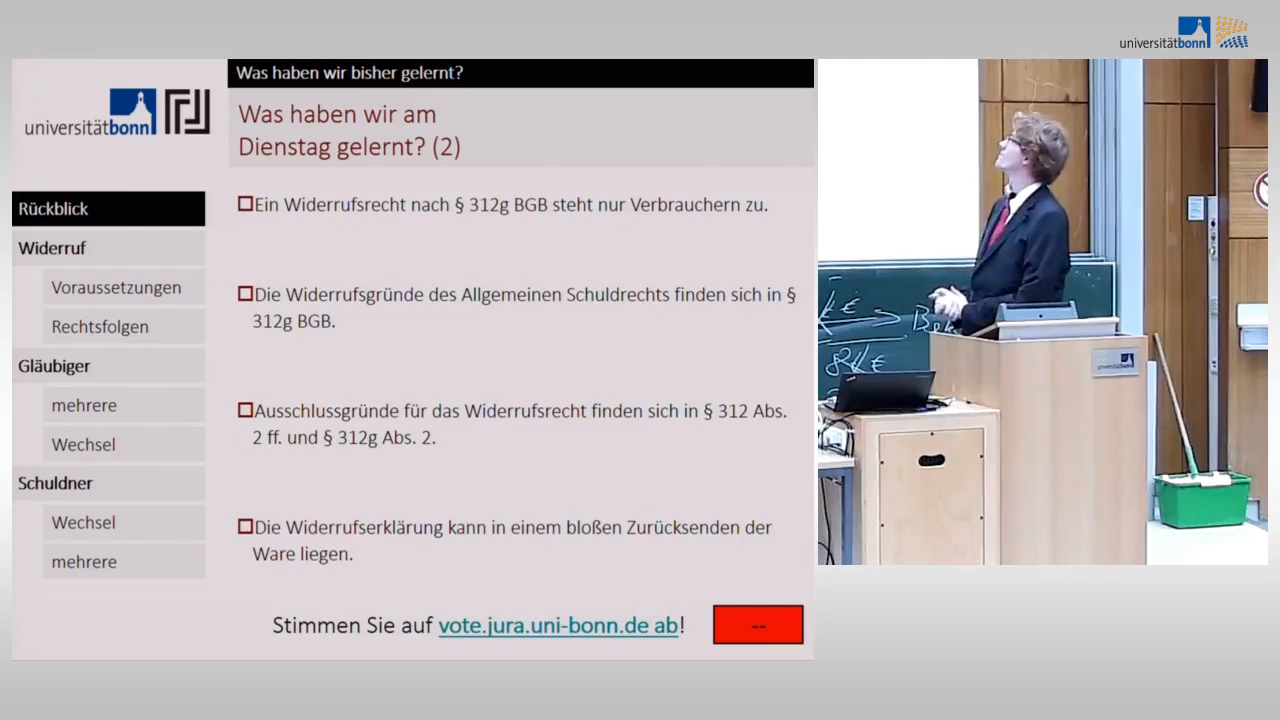 universitätbonn
Was haben wir bisher gelernt?
universitätbonn
Was haben wir am
Dienstag gelernt? (2)
Rückblick
Widerruf
Voraussetzungen
Rechtsfolgen
Gläubiger
mehrere
Wechsel
Schuldner
Wechsel
mehrere
Ein Widerrufsrecht nach § 312g BGB steht nur Verbrauchern zu.
Die Widerrufsgründe des Allgemeinen Schuldrechts finden sich in §
312g BGB.
Ausschlussgründe für das Widerrufsrecht finden sich in § 312 Abs.
2 ff. und § 312g Abs. 2.
Die Widerrufserklärung kann in einem bloßen Zurücksenden der
Ware liegen.
Stimmen Sie auf vote.jura.uni-bonn.de ab!
--